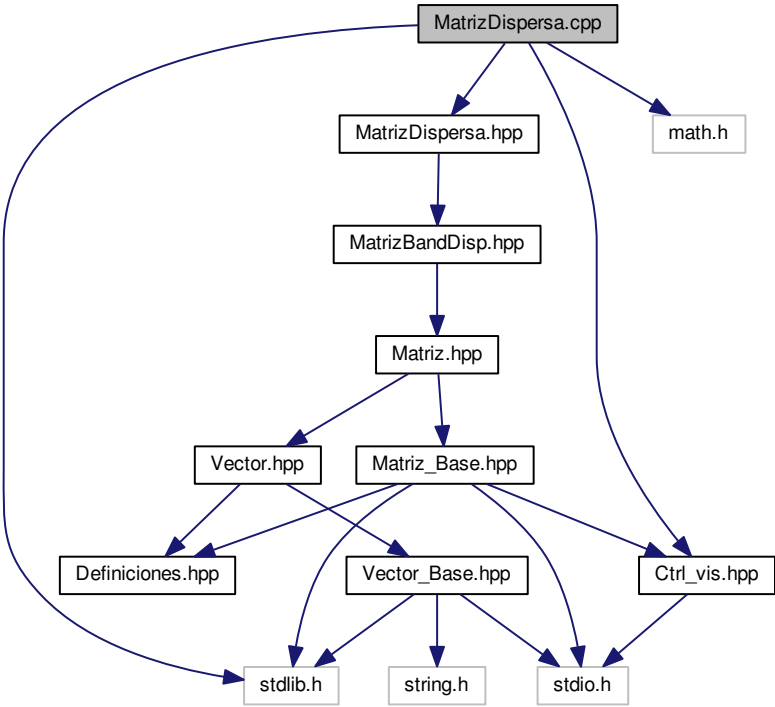 MatrizDispersa.cpp
MatrizDispersa.hpp
math.h
MatrizBandDisp.hpp
Matriz.hpp
Vector.hpp
Matriz_Base.hpp
Definiciones.hpp
Vector_Base.hpp
Ctrl_vis.hpp
stdlib.h
string.h
stdio.h